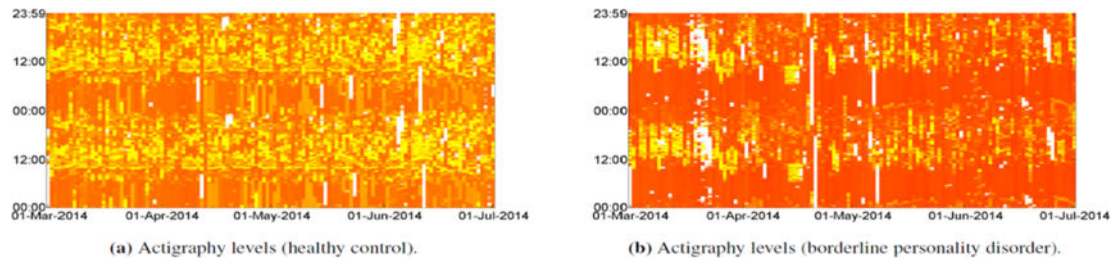 23:59
12:00
00:00
12:00
00:00
01-Mar-2014 01-Apr-2014 01-May-2014 01-Jun-2014 01-Jul-2014
(a) Actigraphy levels (healthy control).
23:59
12:00
00:00
12:00
00:00
01-Mar-2014 01-Apr-2014 01-May-2014 01-Jun-2014 01-Jul-2014
(b) Actigraphy levels (borderline personality disorder).